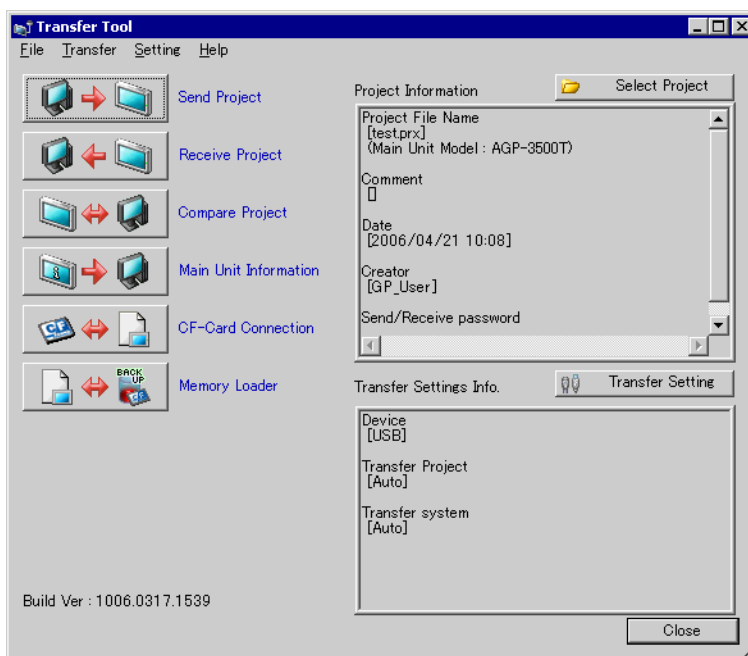 Transfer Tool
File Transfer Setting Help
Send Project
Receive Project
Compare Project
Main Unit Information
CF-Card Connection
CF
Memory Loader
BACK UP
CF
Build Ver : 1006.0317.1539
Project Information
Select Project
Project File Name
[test.prx]
(Main Unit Model : AGP-3500T)
Comment
[]
Date
[2006/04/21 10:08]
Creator
[GP_User]
Send/Receive password
Transfer Settings Info.
Transfer Setting
Device
[USB]
Transfer Project
[Auto]
Transfer system
[Auto]
Close